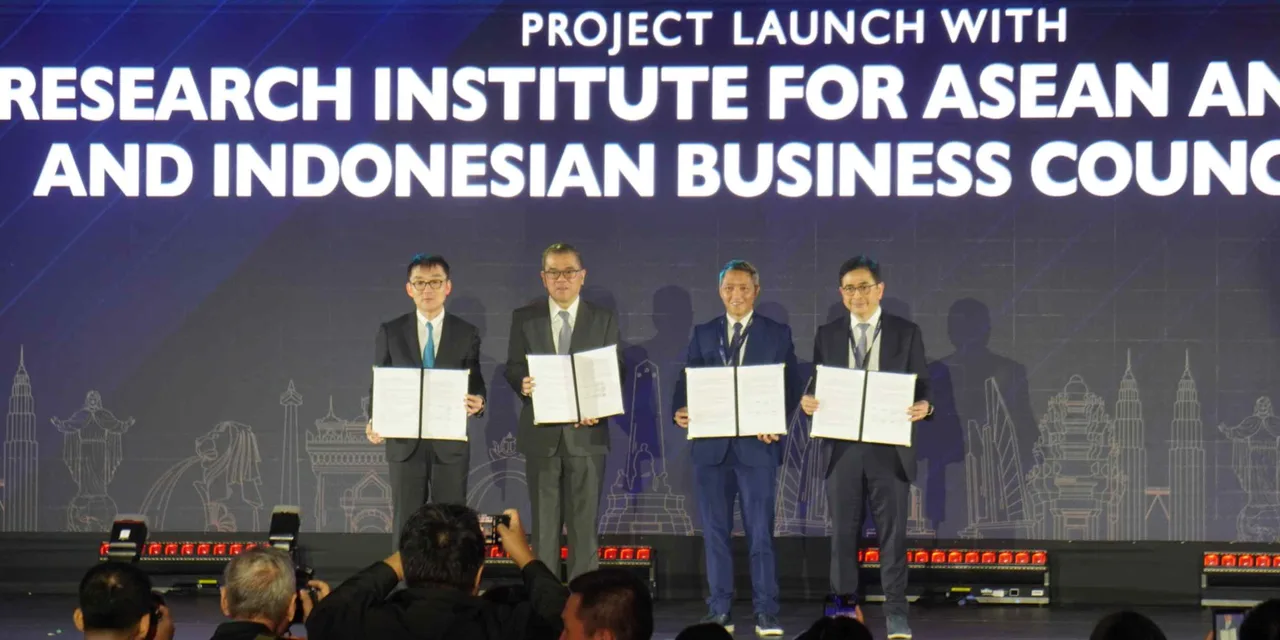 PROJECT LAUNCH WITH
RESEARCH INSTITUTE FOR ASEAN AN
AND INDONESIAN BUSINESS COUNC